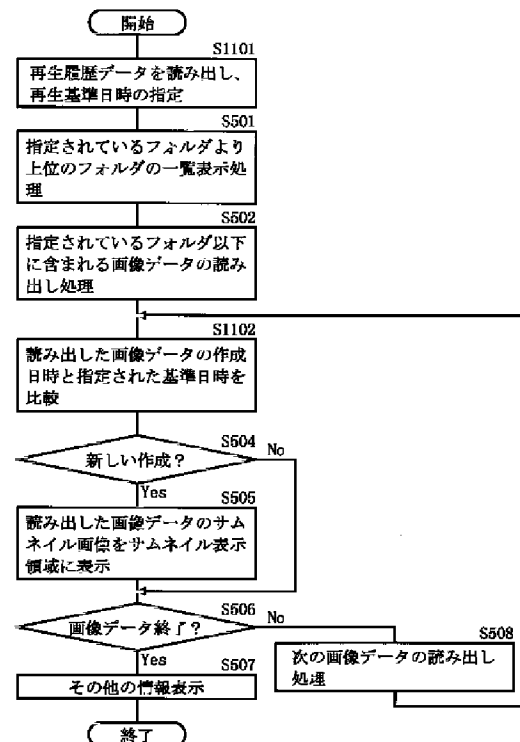 開始
S1101
再生履歴データを読み出し、
再生基準日時の指定
S501
指定されているフォルダより
上位のフォルダの一覧表示処
理
S502
指定されているフォルダ以下
に含まれる画像データの読み
出し処理
S1102
読み出した画像データの作成
日時と指定された基準日時を
比較
S504
新しい作成?
No
Yes
S505
読み出した画像データのサム
ネイル画像をサムネイル表示
領域に表示
S506
画像データ終了?
No
Yes
S508
次の画像データの読み出し
処理
S507
その他の情報表示
終了